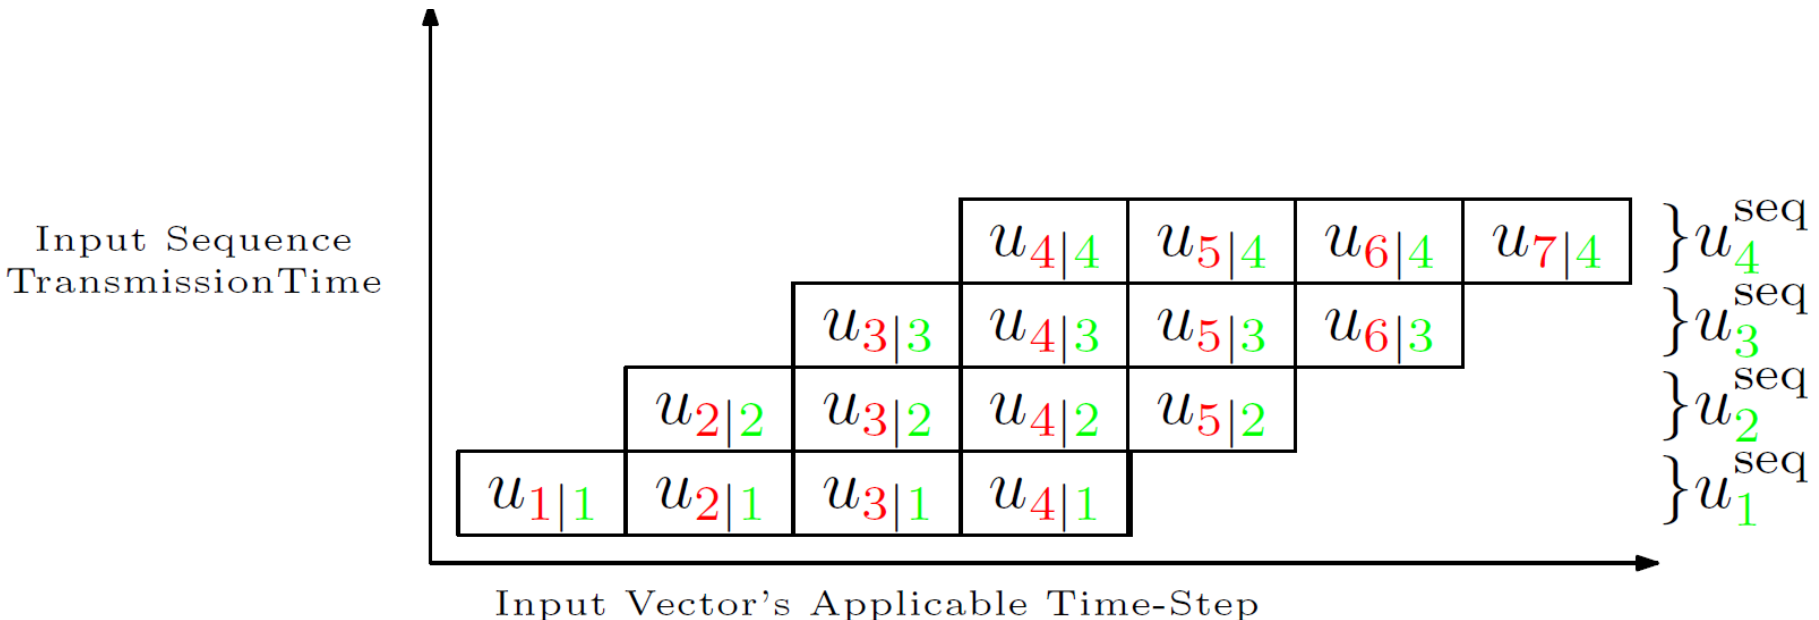 Input Sequence
TransmissionTime
u4|4 u5|4 u6|4 u7|4 }u4seq
u3|3 u4|3 u5|3 u6|3 }u3seq
u2|2 u3|2 u4|2 u5|2 }u2seq
u1|1 u2|1 u3|1 u4|1 }u1seq
Input Vector's Applicable Time-Step